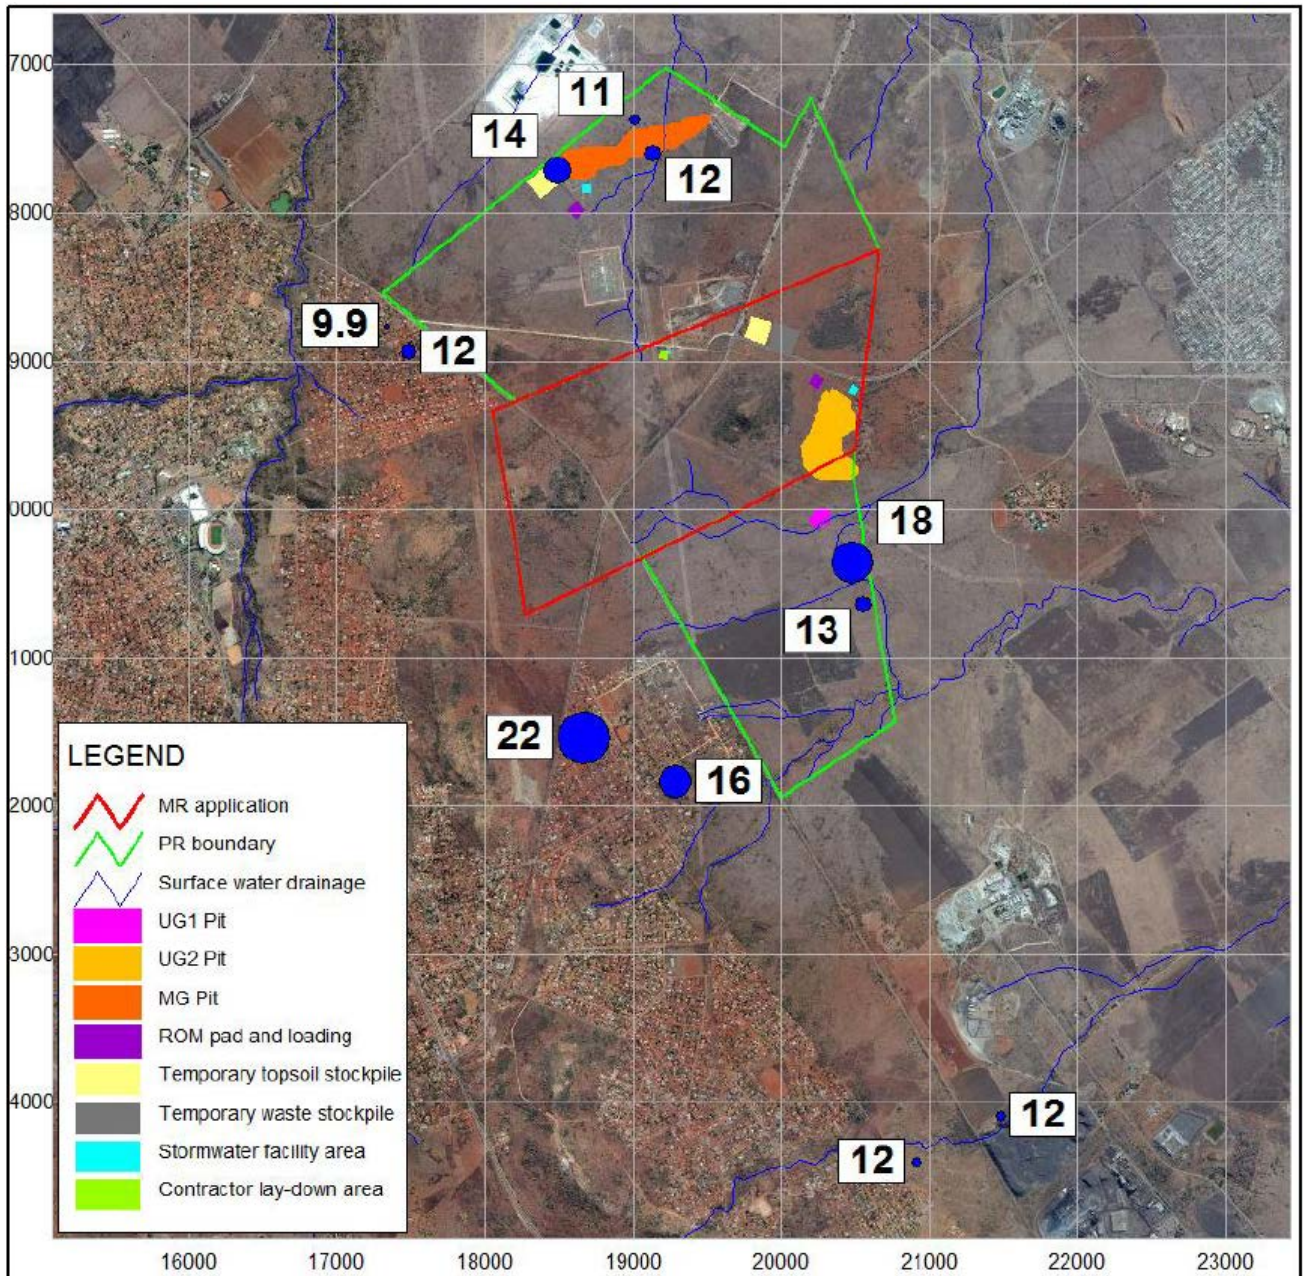 7000
11
14
12
8000
9.9
12
9000
0000
18
13
1000
22
16
LEGEND
MR application
2000
PR boundary
Surface water drainage
UG1 Pit
UG2 Pit
3000
MG Pit
ROM pad and loading
Temporary topsoil stockpile
4000
Temporary waste stockpile
12
Stormwater facility area
12
Contractor lay-down area
16000 17000 18000 19000 20000 21000 22000 23000